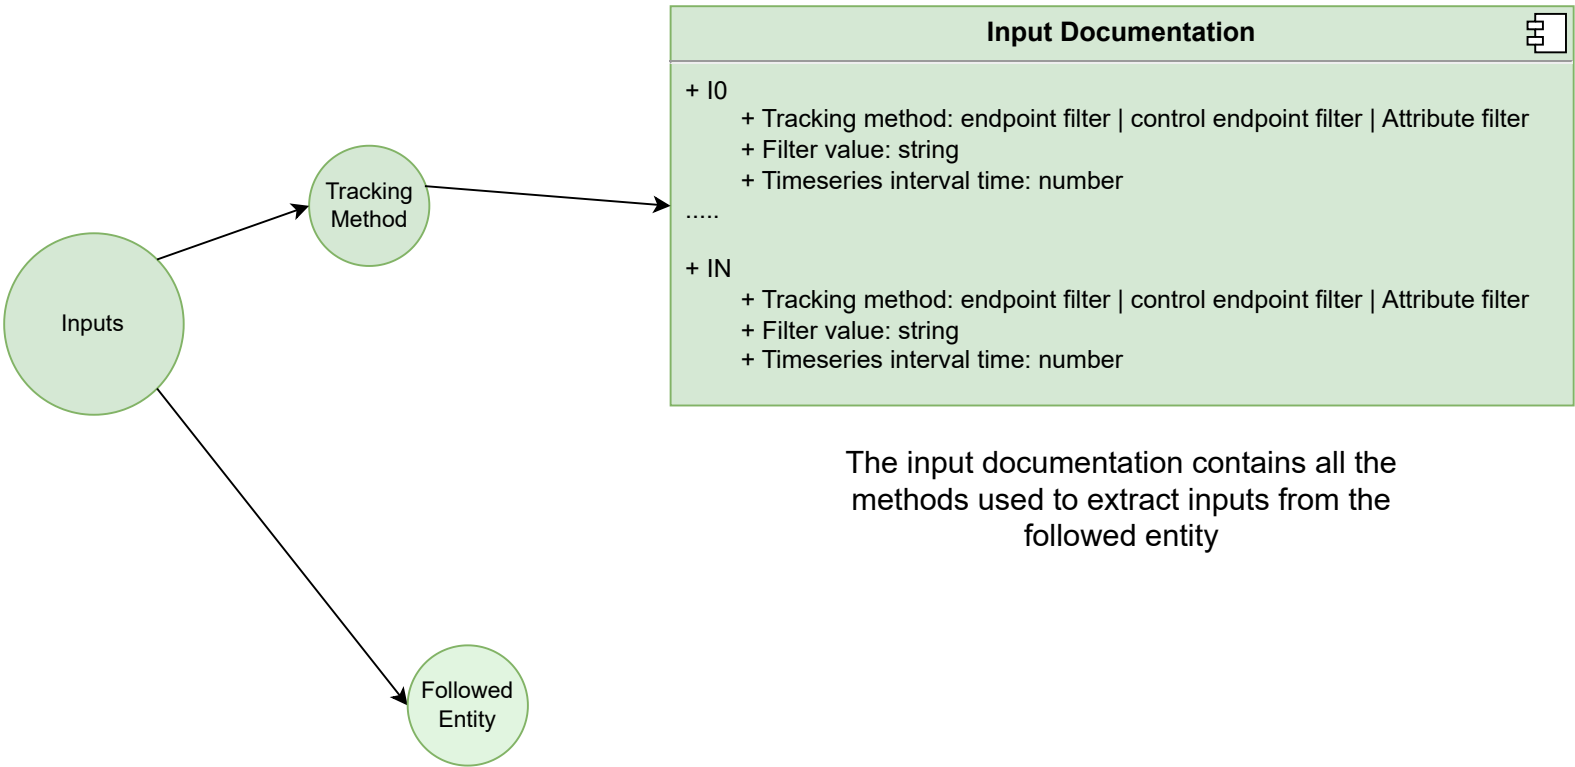 Input Documentation
+ I0
+ Tracking method: endpoint filter | control endpoint filter | Attribute filter
+ Filter value: string
+ Timeseries interval time: number
.....
+ IN
+ Tracking method: endpoint filter | control endpoint filter | Attribute filter
+ Filter value: string
+ Timeseries interval time: number
Tracking
Method
Inputs
The input documentation contains all the
methods used to extract inputs from the
followed entity
Followed
Entity